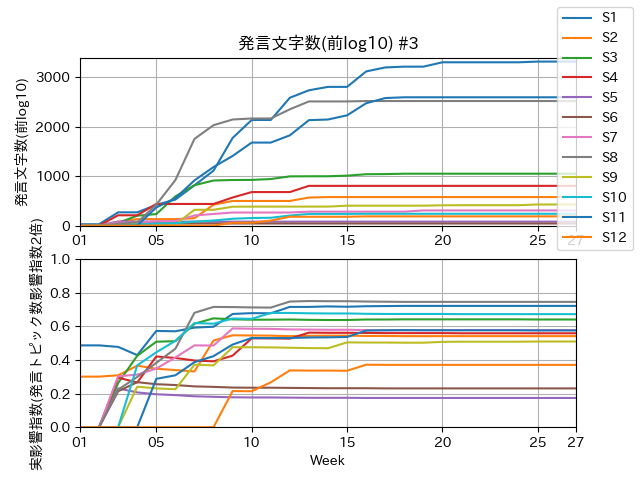 発言文字数(前log10) #3
S1
S2
S3
S4
S5
S6
S7
S8
S9
S10
S11
S12
発言文字数(前log10)
3000
2000
1000
0
01 05 10 15 20 25 27
実影響指数(発言トピック数影響指数2倍)
1.0
0.8
0.6
0.4
0.2
0.0
01 05 10 15 20 25 27
Week